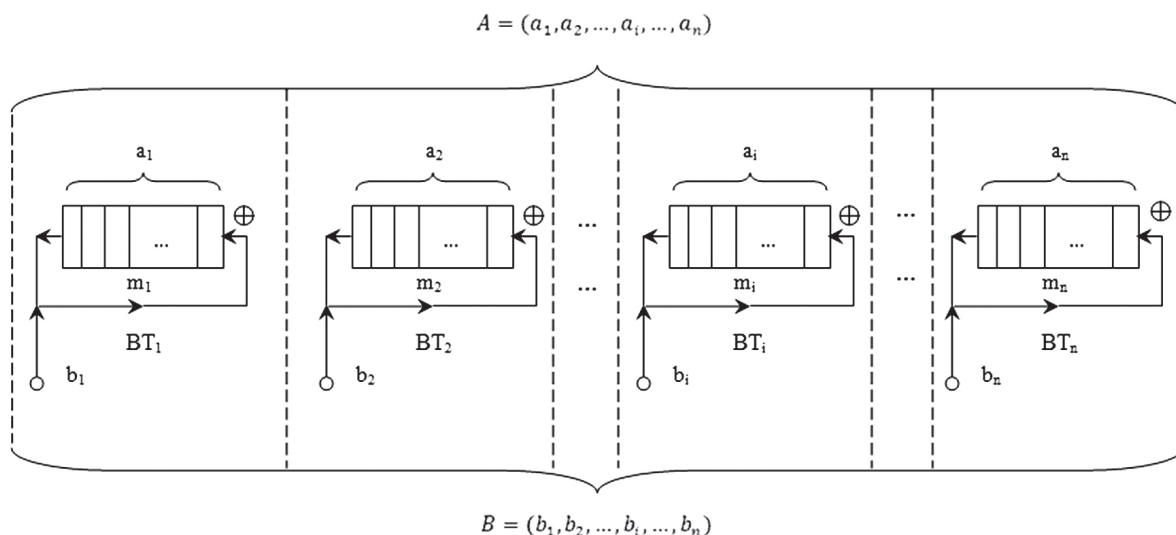 A = (a₁,a₂,…,aᵢ,…,aₙ)
a₁ a₂ aᵢ aₙ
⊕ ⊕ ⊕ ⊕
... ... ... ... ... ...
... ...
m₁ m₂ mᵢ mₙ
BT₁ BT₂ BTᵢ BTₙ
b₁ b₂ bᵢ bₙ
B = (b₁,b₂,…,bᵢ,…,bₙ)